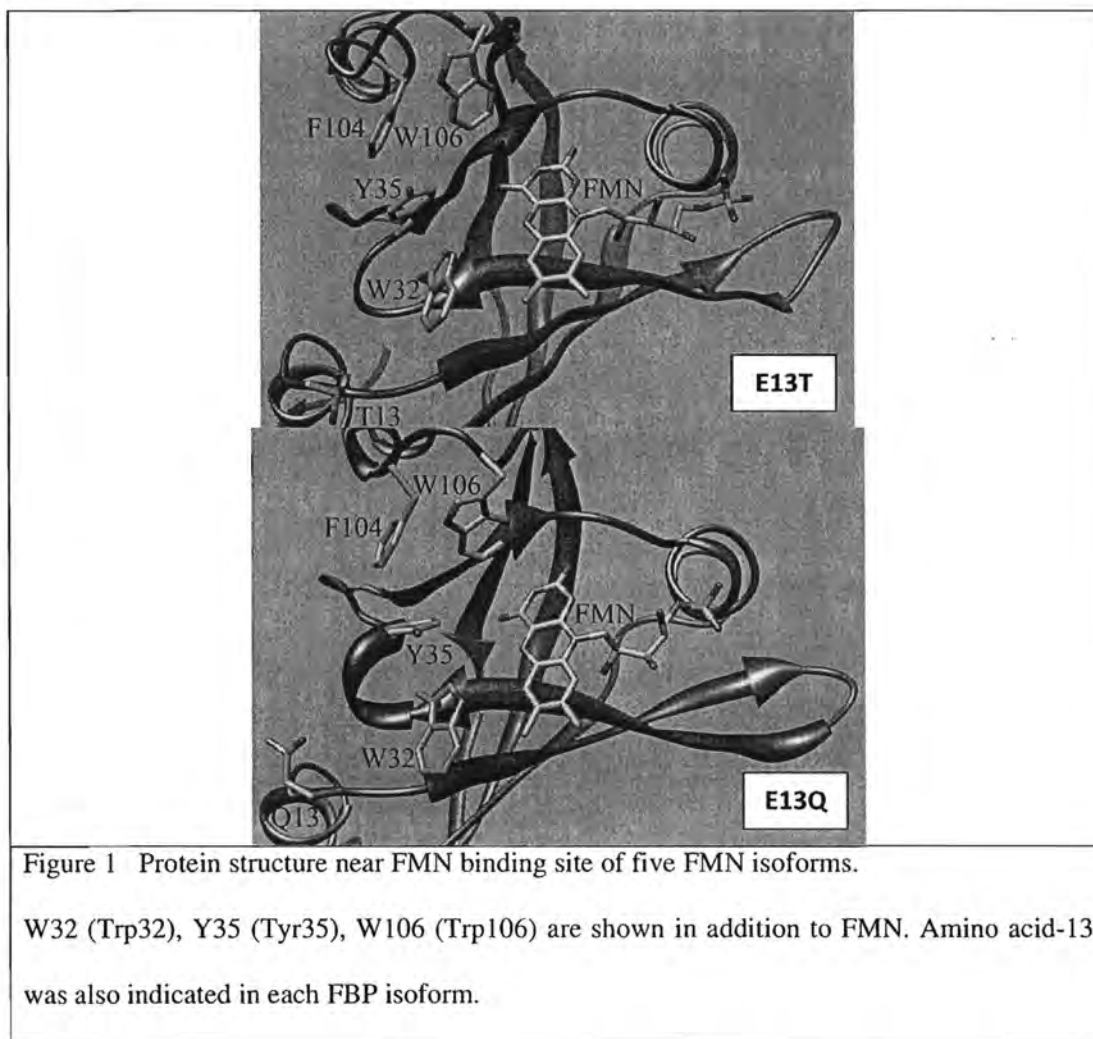 F104
W106
FMN
Y35
W32
E13T
T13
W106
F104
FMN
Y35
W32
E13Q
Q13
Figure 1 Protein structure near FMN binding site of five FMN isoforms.
W32 (Trp32), Y35 (Tyr35), W106 (Trp106) are shown in addition to FMN. Amino acid-13
was also indicated in each FBP isoform.